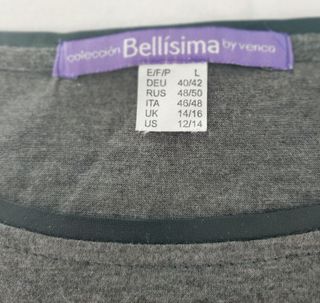 colección Bellísima by venca
E/F/P L
DEU 40/42
RUS 48/50
ITA 46/48
UK 14/16
US 12/14